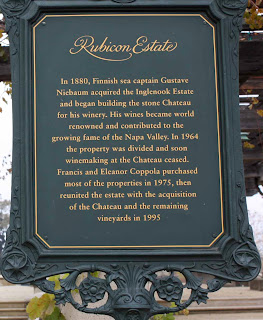 Rubicon Estate
In 1880, Finnish sea captain Gustave
Niebaum acquired the Inglenook Estate
and began building the stone Chateau
for his winery. His wines became world
renowned and contributed to the
growing fame of the Napa Valley. In 1964
the property was divided and soon
winemaking at the Chateau ceased.
Francis and Eleanor Coppola purchased
most of the properties in 1975, then
reunited the estate with the acquisition
of the Chateau and the remaining
vineyards in 1995